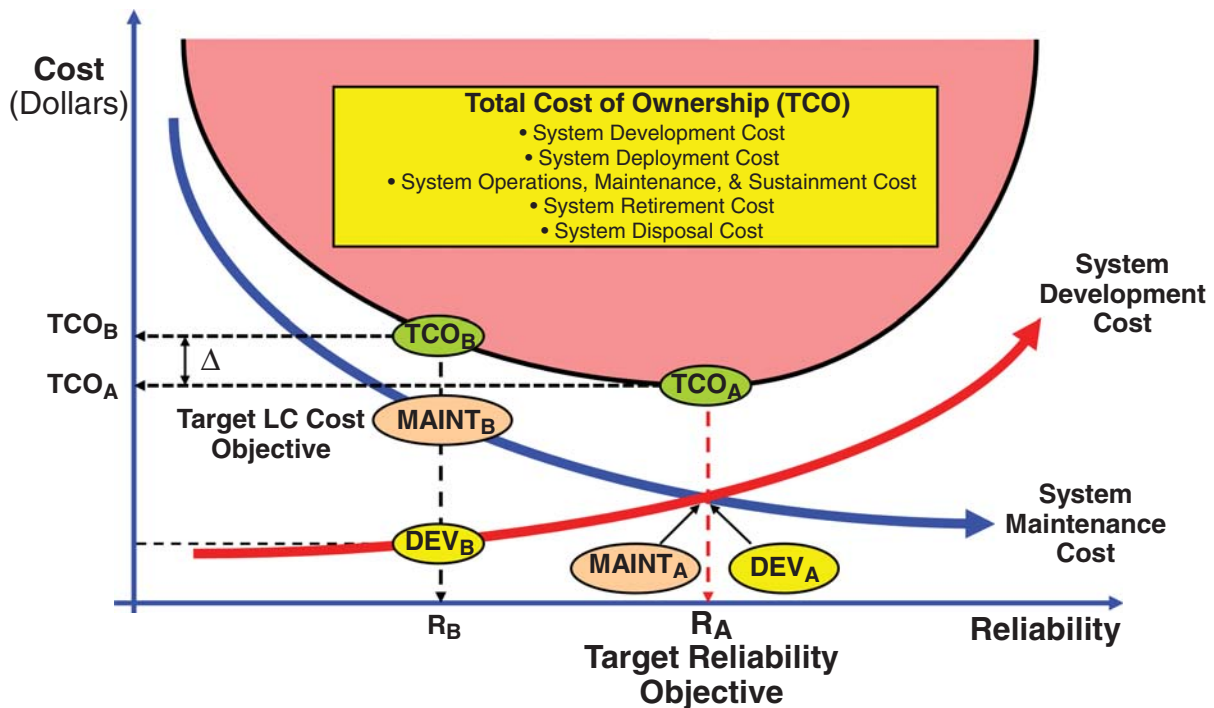 Cost
(Dollars)
Total Cost of Ownership (TCO)
• System Development Cost
• System Deployment Cost
• System Operations, Maintenance, & Sustainment Cost
• System Retirement Cost
• System Disposal Cost
System
Development
Cost
TCOB
TCOB
Δ
TCOA
TCOA
Target LC Cost
Objective
MAINTB
System
Maintenance
Cost
DEVB
MAINTA
DEVA
RB
RA
Reliability
Target Reliability
Objective